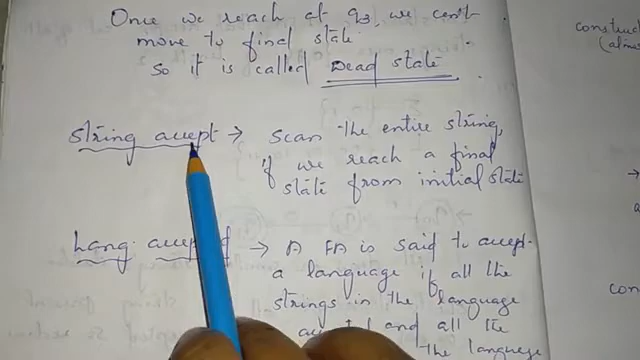 Once we reach at q3, we can't
move to final state
So it is called Dead state
String accept → Scan the entire string,
if we reach a final
state from initial state
Lang. accepted → A FA is said to accept
a language if all the
strings in the language
and all the
the language
construct
con